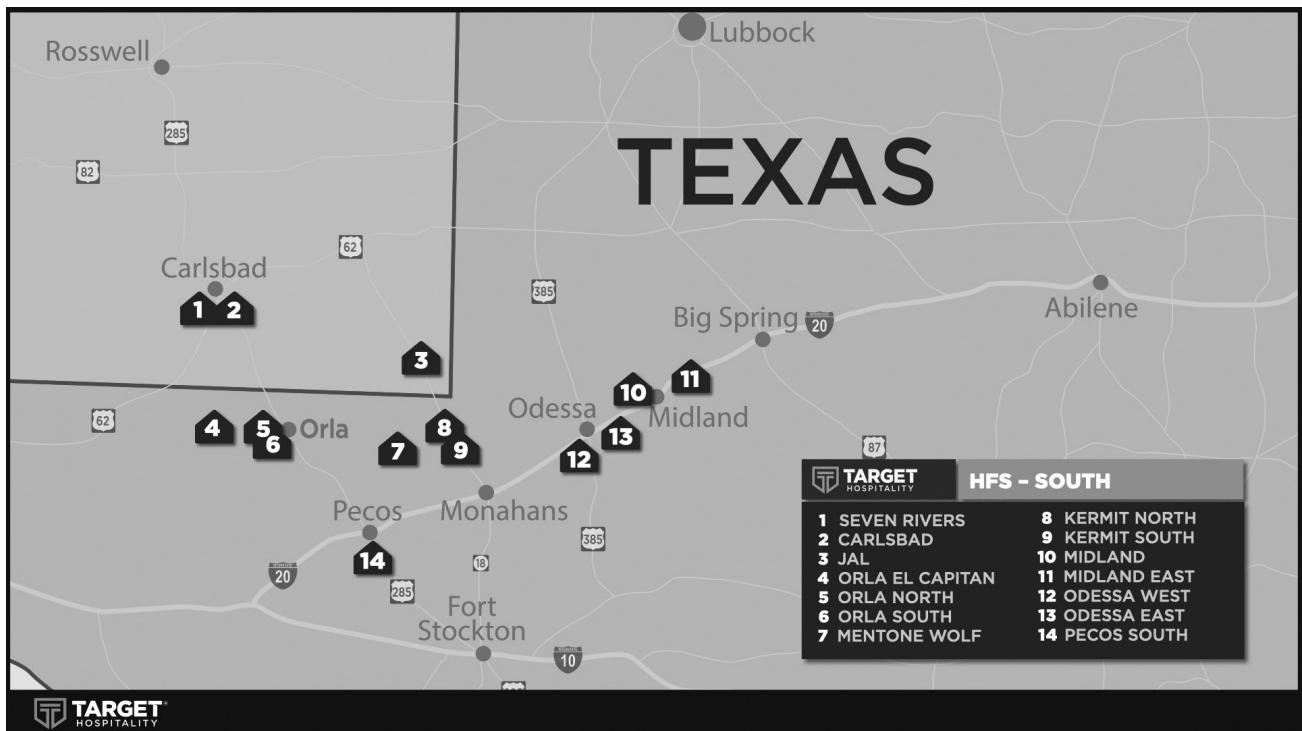 Rosswell
Lubbock
285
82
TEXAS
62
Carlsbad
1 2
385
Big Spring
20
Abilene
3
11
10
62
4
5
Orla
6
7
8
9
Odessa
Midland
13
12
87
Pecos
Monahans
14
385
18
20
285
Fort
Stockton
10
TARGET
HOSPITALITY
HFS – SOUTH
1 SEVEN RIVERS
2 CARLSBAD
3 JAL
4 ORLA EL CAPITAN
5 ORLA NORTH
6 ORLA SOUTH
7 MENTONE WOLF
8 KERMIT NORTH
9 KERMIT SOUTH
10 MIDLAND
11 MIDLAND EAST
12 ODESSA WEST
13 ODESSA EAST
14 PECOS SOUTH
TARGET
HOSPITALITY